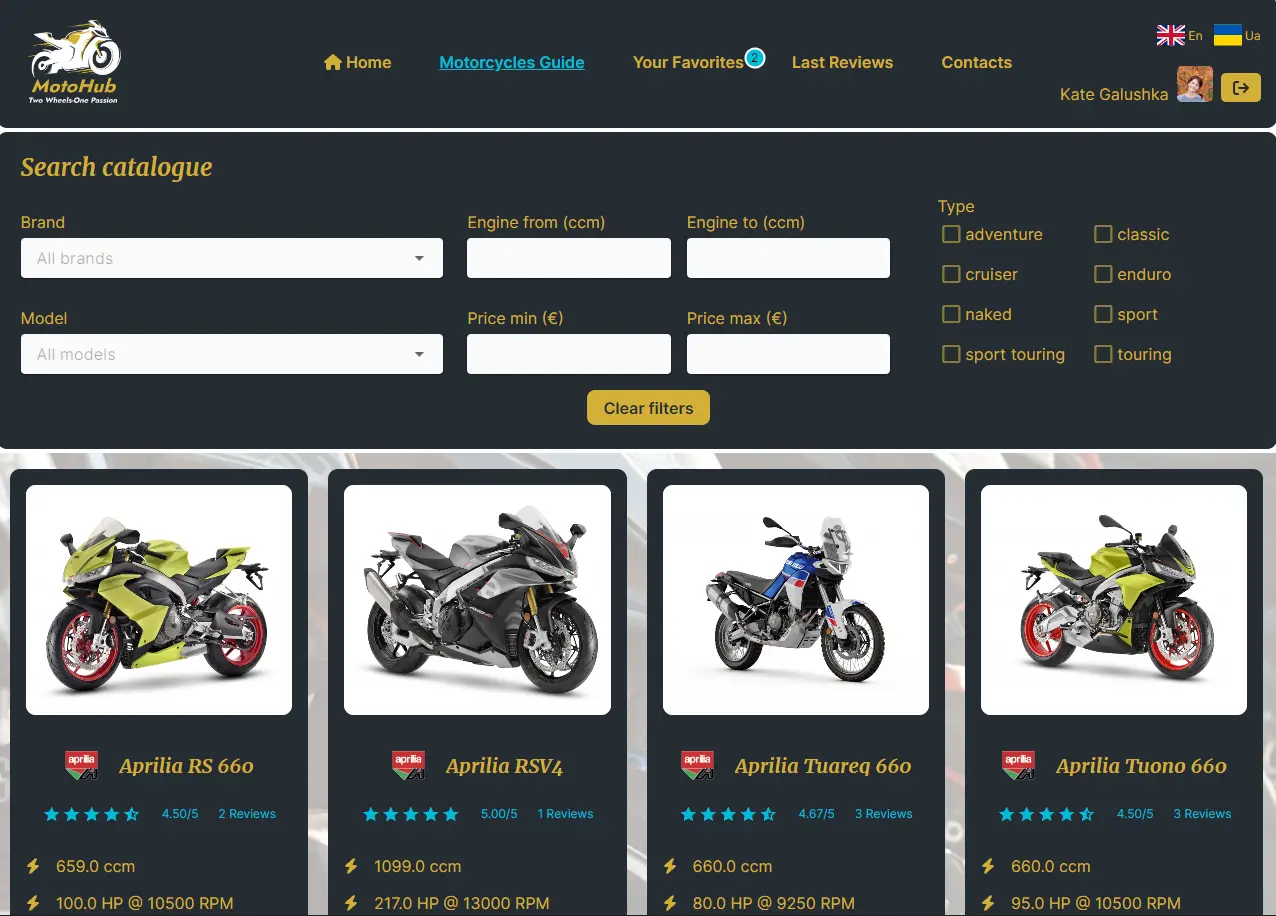 En Ua
MotoHub
Two Wheels-One Passion
Home Motorcycles Guide Your Favorites 2 Last Reviews Contacts
Kate Galushka
Search catalogue
Brand
All brands
Engine from (ccm)
Engine to (ccm)
Model
All models
Price min (€)
Price max (€)
Type
adventure classic
cruiser enduro
naked sport
sport touring touring
Clear filters
aprilia Aprilia RS 660
4.50/5 2 Reviews
659.0 ccm
100.0 HP @ 10500 RPM
aprilia Aprilia RSV4
5.00/5 1 Reviews
1099.0 ccm
217.0 HP @ 13000 RPM
aprilia Aprilia Tuareq 660
4.67/5 3 Reviews
660.0 ccm
80.0 HP @ 9250 RPM
aprilia Aprilia Tuono 660
4.50/5 3 Reviews
660.0 ccm
95.0 HP @ 10500 RPM